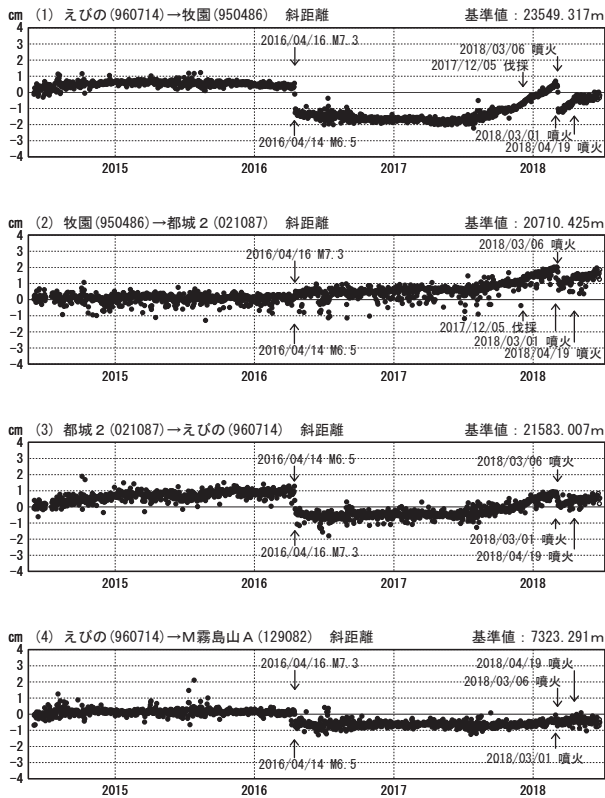 cm (1) えびの(960714)→牧園(950486) 斜距離 基準値：23549.317ｍ
4
3
2
1
0
-1
-2
-3
-4
2016/04/16 M7.3
2016/04/14 M6.5
2018/03/06 噴火
2017/12/05 伐採
2018/03/01 噴火
2018/04/19 噴火
2015 2016 2017 2018
cm (2) 牧園(950486)→都城２(021087) 斜距離 基準値：20710.425ｍ
4
3
2
1
0
-1
-2
-3
-4
2016/04/16 M7.3
2016/04/14 M6.5
2018/03/06 噴火
2017/12/05 伐採
2018/03/01 噴火
2018/04/19 噴火
2015 2016 2017 2018
cm (3) 都城２(021087)→えびの(960714) 斜距離 基準値：21583.007ｍ
4
3
2
1
0
-1
-2
-3
-4
2016/04/14 M6.5
2016/04/16 M7.3
2018/03/06 噴火
2018/03/01 噴火
2018/04/19 噴火
2015 2016 2017 2018
cm (4) えびの(960714)→Ｍ霧島山Ａ(129082) 斜距離 基準値：7323.291ｍ
4
3
2
1
0
-1
-2
-3
-4
2016/04/16 M7.3
2016/04/14 M6.5
2018/04/19 噴火
2018/03/06 噴火
2018/03/01 噴火
2015 2016 2017 2018